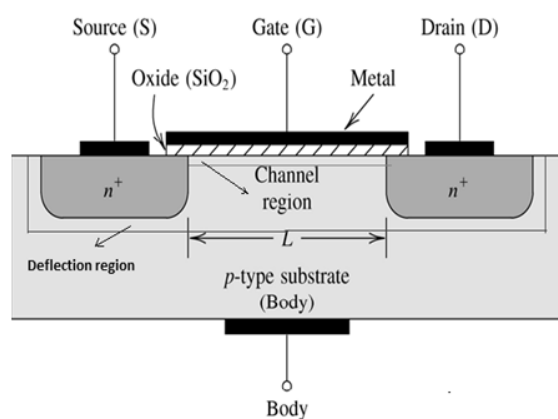 Source (S)
Gate (G)
Drain (D)
Oxide (SiO₂)
Metal
n⁺
Channel
region
n⁺
L
Deflection region
p-type substrate
(Body)
Body